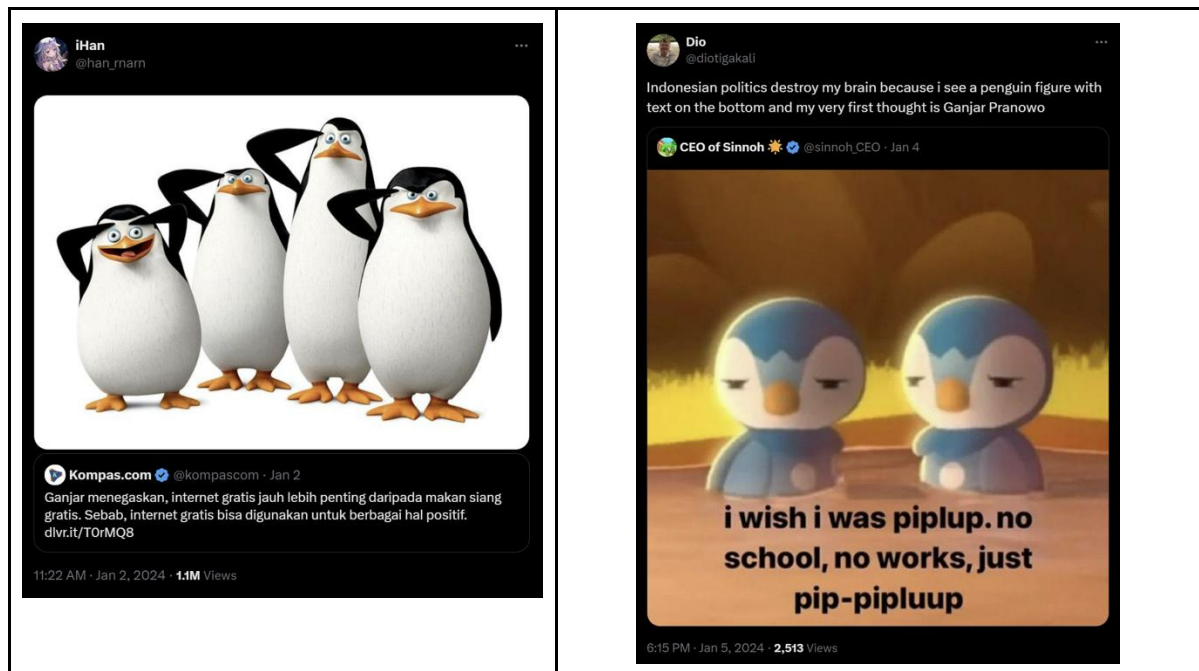 iHan
@han_rnarn
Kompas.com @kompascom · Jan 2
Ganjar menegaskan, internet gratis jauh lebih penting daripada makan siang
gratis. Sebab, internet gratis bisa digunakan untuk berbagai hal positif.
dlvr.it/T0rMQ8
11:22 AM · Jan 2, 2024 · 1.1M Views
Dio
@diotigakali
Indonesian politics destroy my brain because i see a penguin figure with
text on the bottom and my very first thought is Ganjar Pranowo
CEO of Sinnoh @sinnoh_CEO · Jan 4
i wish i was piplup. no
school, no works, just
pip-pipluup
6:15 PM · Jan 5, 2024 · 2,513 Views